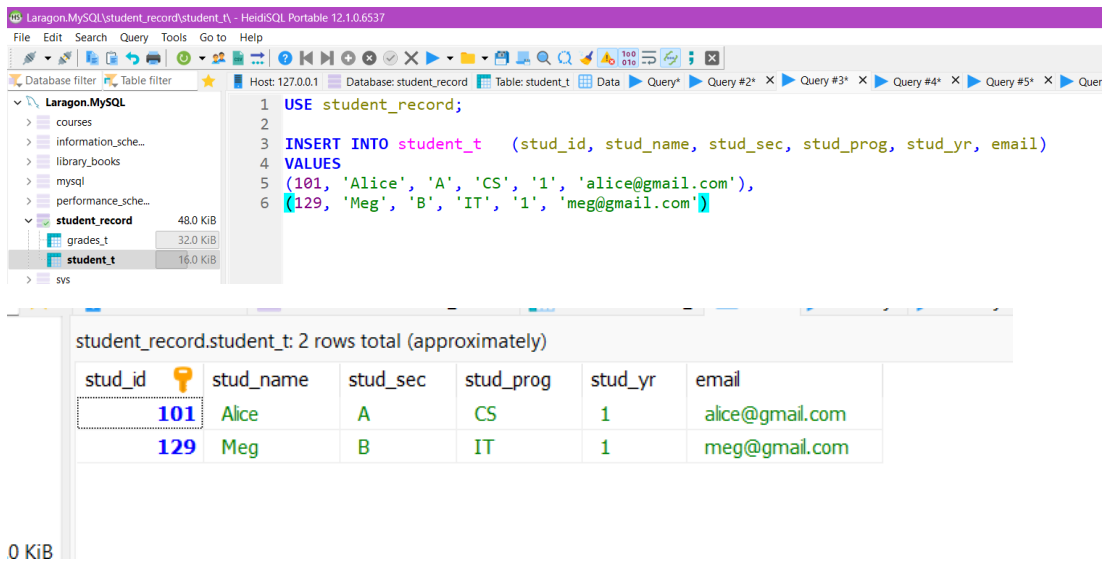 Laragon.MySQL\student_record\student_t\ - HeidiSQL Portable 12.1.0.6537
File Edit Search Query Tools Go to Help
Database filter Table filter Host: 127.0.0.1 Database: student_record Table: student_t Data Query* Query #2* Query #3* Query #4* Query #5* Quer
Laragon.MySQL
courses
information_sche...
library_books
mysql
performance_sche...
student_record 48.0 KiB
grades_t 32.0 KiB
student_t 16.0 KiB
sys
1 USE student_record;
2
3 INSERT INTO student_t (stud_id, stud_name, stud_sec, stud_prog, stud_yr, email)
4 VALUES
5 (101, 'Alice', 'A', 'CS', '1', 'alice@gmail.com'),
6 (129, 'Meg', 'B', 'IT', '1', 'meg@gmail.com')
student_record.student_t: 2 rows total (approximately)
stud_id stud_name stud_sec stud_prog stud_yr email
101 Alice A CS 1 alice@gmail.com
129 Meg B IT 1 meg@gmail.com
.0 KiB